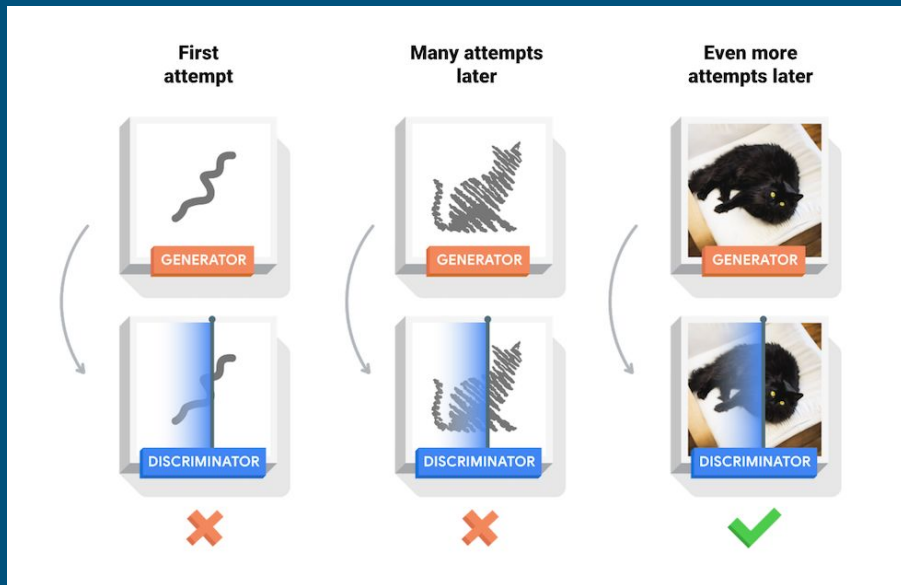 First
attempt
Many attempts
later
Even more
attempts later
GENERATOR
GENERATOR
GENERATOR
DISCRIMINATOR
DISCRIMINATOR
DISCRIMINATOR